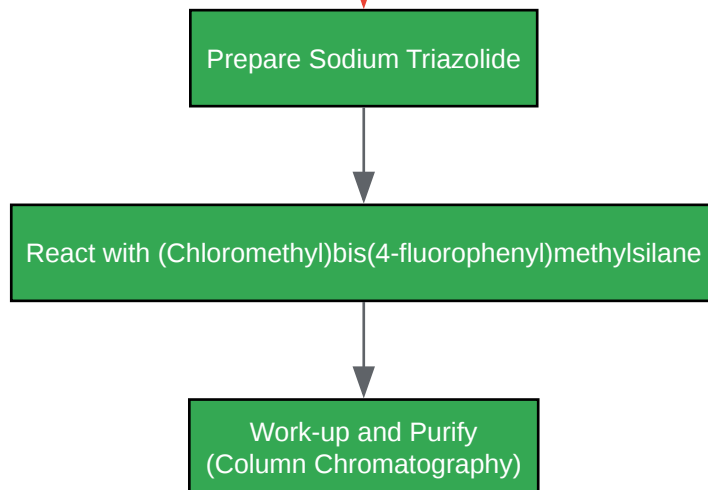 Prepare Sodium Triazolide
React with (Chloromethyl)bis(4-fluorophenyl)methylsilane
Work-up and Purify
(Column Chromatography)